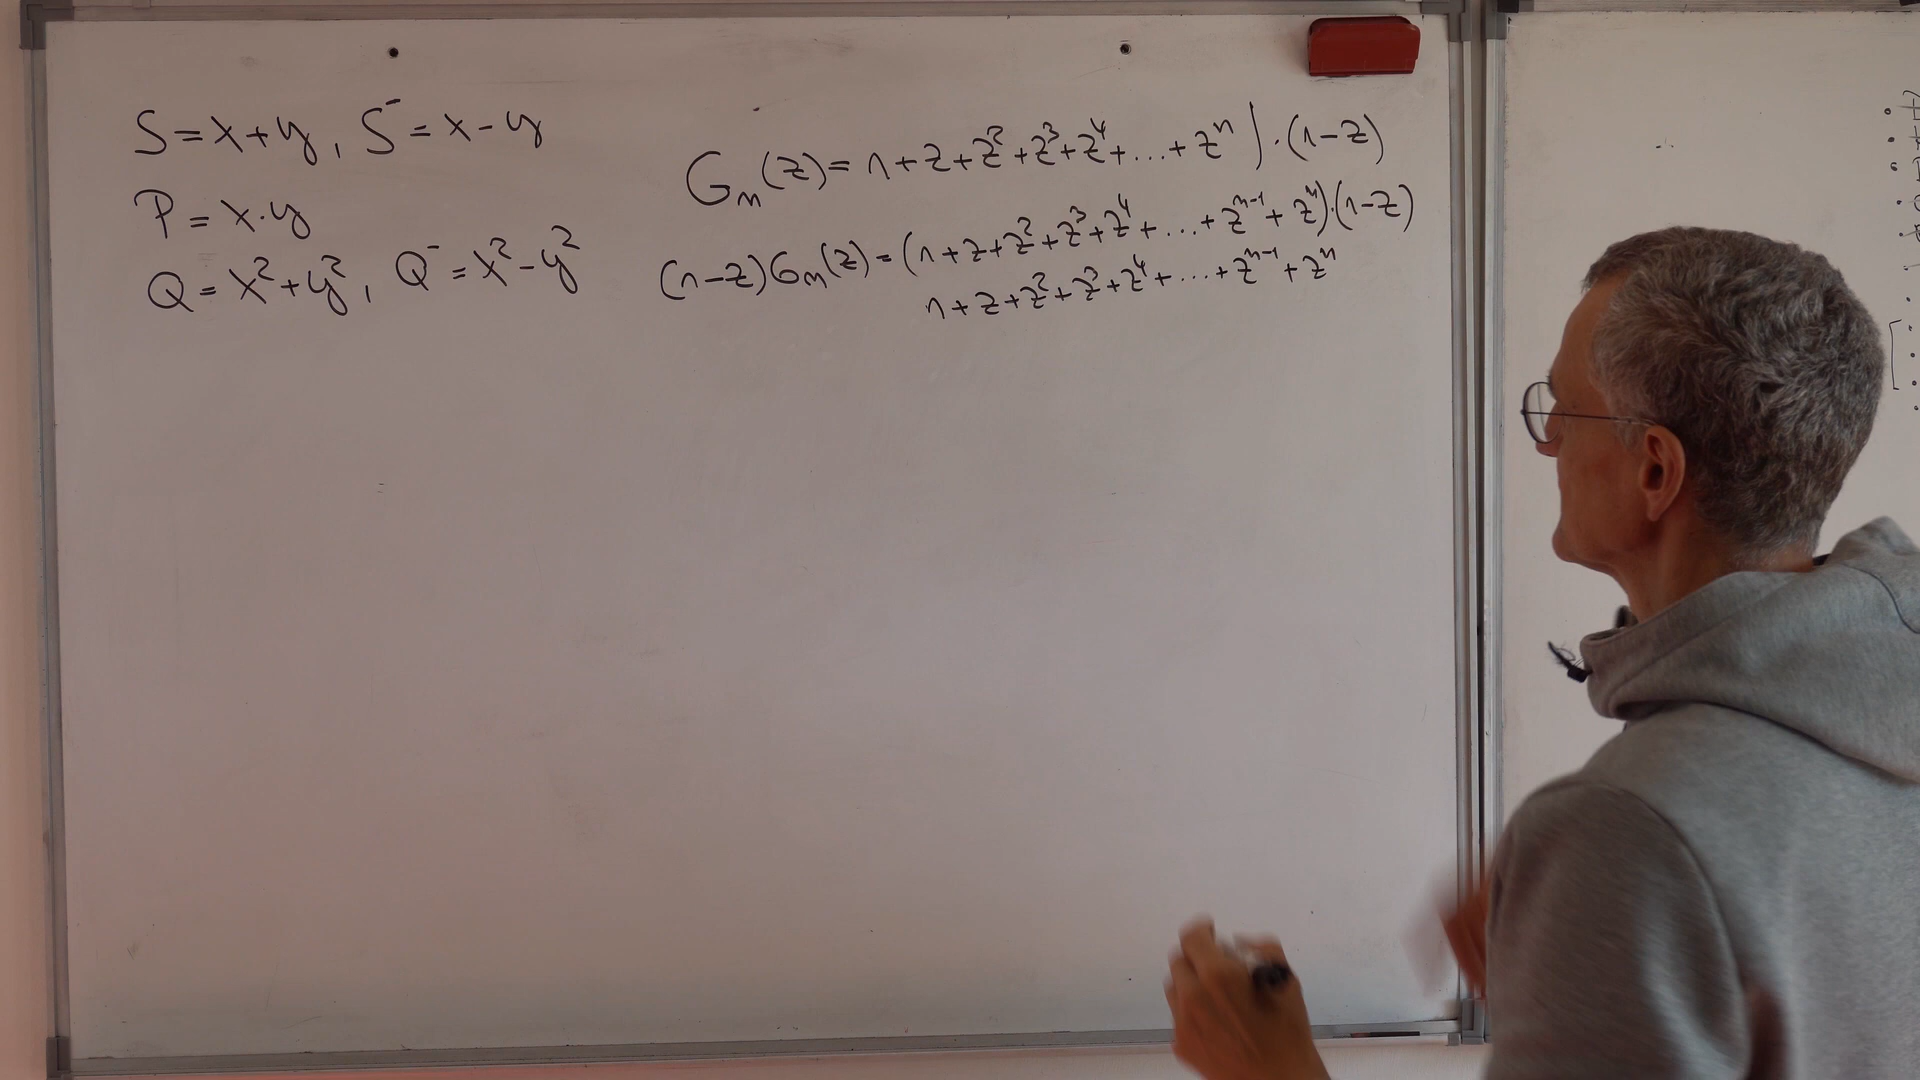 S = x + y , S⁻ = x - y
P = x · y
Q = x² + y² , Q⁻ = x² - y²
Gₙ(z) = 1 + z + z² + z³ + z⁴ + ... + zⁿ | · (1 - z)
(1 - z) Gₙ(z) = (1 + z + z² + z³ + z⁴ + ... + zⁿ⁻¹ + zⁿ) · (1 - z)
1 + z + z² + z³ + z⁴ + ... + zⁿ⁻¹ + zⁿ